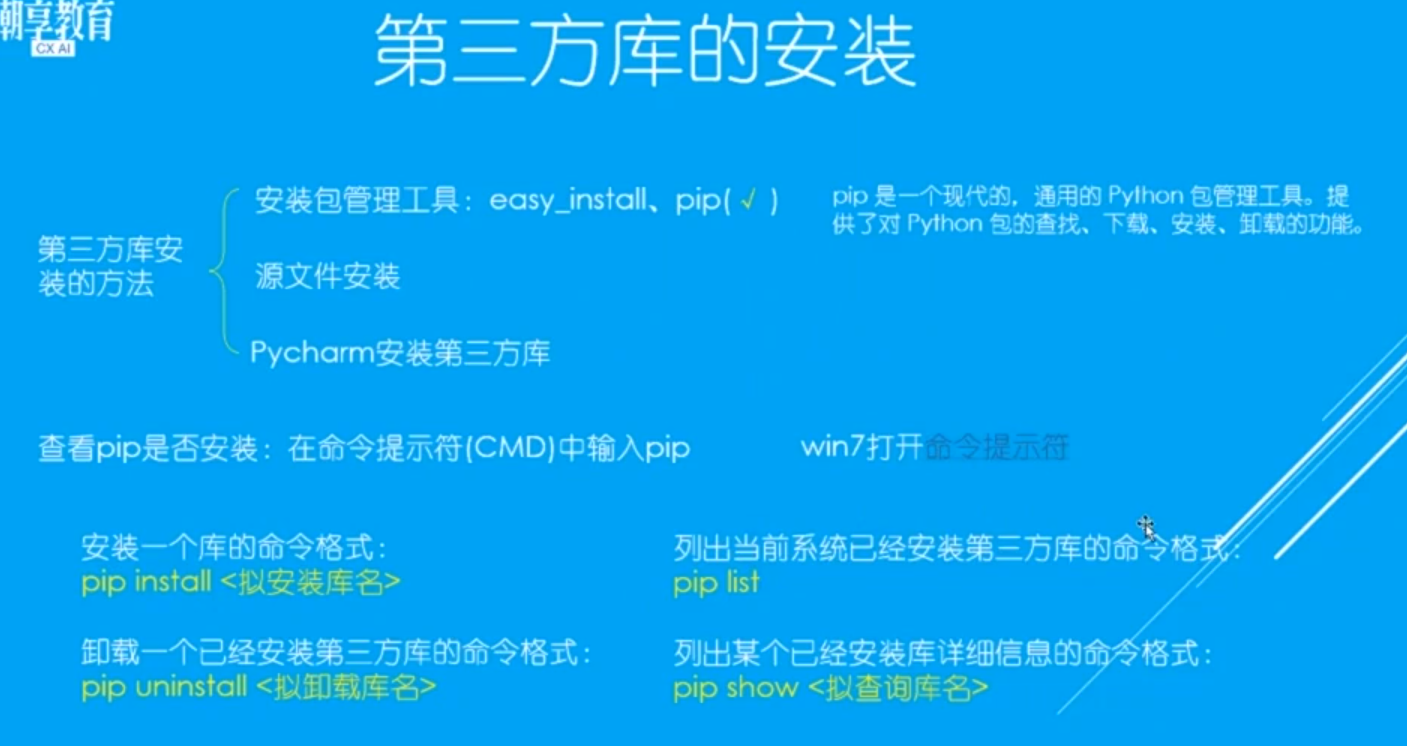 潮享教育
CX AI
第三方库的安装
安装包管理工具：easy_install、pip(√)
pip 是一个现代的，通用的 Python 包管理工具。提
供了对 Python 包的查找、下载、安装、卸载的功能。
第三方库安
装的方法
源文件安装
Pycharm安装第三方库
查看pip是否安装：在命令提示符(CMD)中输入pip
win7打开命令提示符
安装一个库的命令格式：
pip install <拟安装库名>
列出当前系统已经安装第三方库的命令格式：
pip list
卸载一个已经安装第三方库的命令格式：
pip uninstall <拟卸载库名>
列出某个已经安装库详细信息的命令格式：
pip show <拟查询库名>